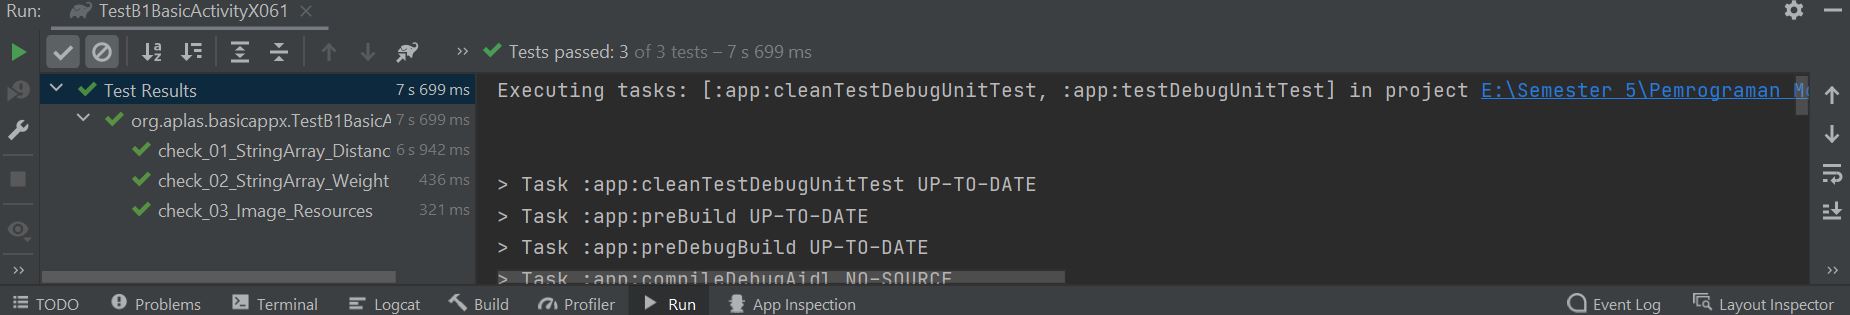 Run: TestB1BasicActivityX061
Tests passed: 3 of 3 tests – 7 s 699 ms
Test Results 7 s 699 ms
org.aplas.basicappx.TestB1BasicA 7 s 699 ms
check_01_StringArray_Distanc 6 s 942 ms
check_02_StringArray_Weight 436 ms
check_03_Image_Resources 321 ms
Executing tasks: [:app:cleanTestDebugUnitTest, :app:testDebugUnitTest] in project E:\Semester 5\Pemrograman Mo
> Task :app:cleanTestDebugUnitTest UP-TO-DATE
> Task :app:preBuild UP-TO-DATE
> Task :app:preDebugBuild UP-TO-DATE
> Task :app:compileDebugAidl NO-SOURCE
TODO Problems Terminal Logcat Build Profiler Run App Inspection Event Log Layout Inspector